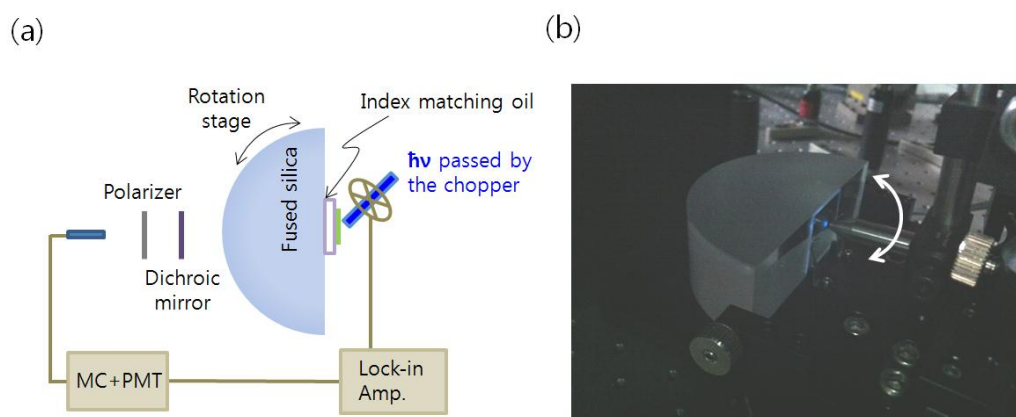 (a)
(b)
Rotation
stage
Index matching oil
ħν passed by
the chopper
Fused silica
Polarizer
Dichroic
mirror
MC+PMT
Lock-in
Amp.